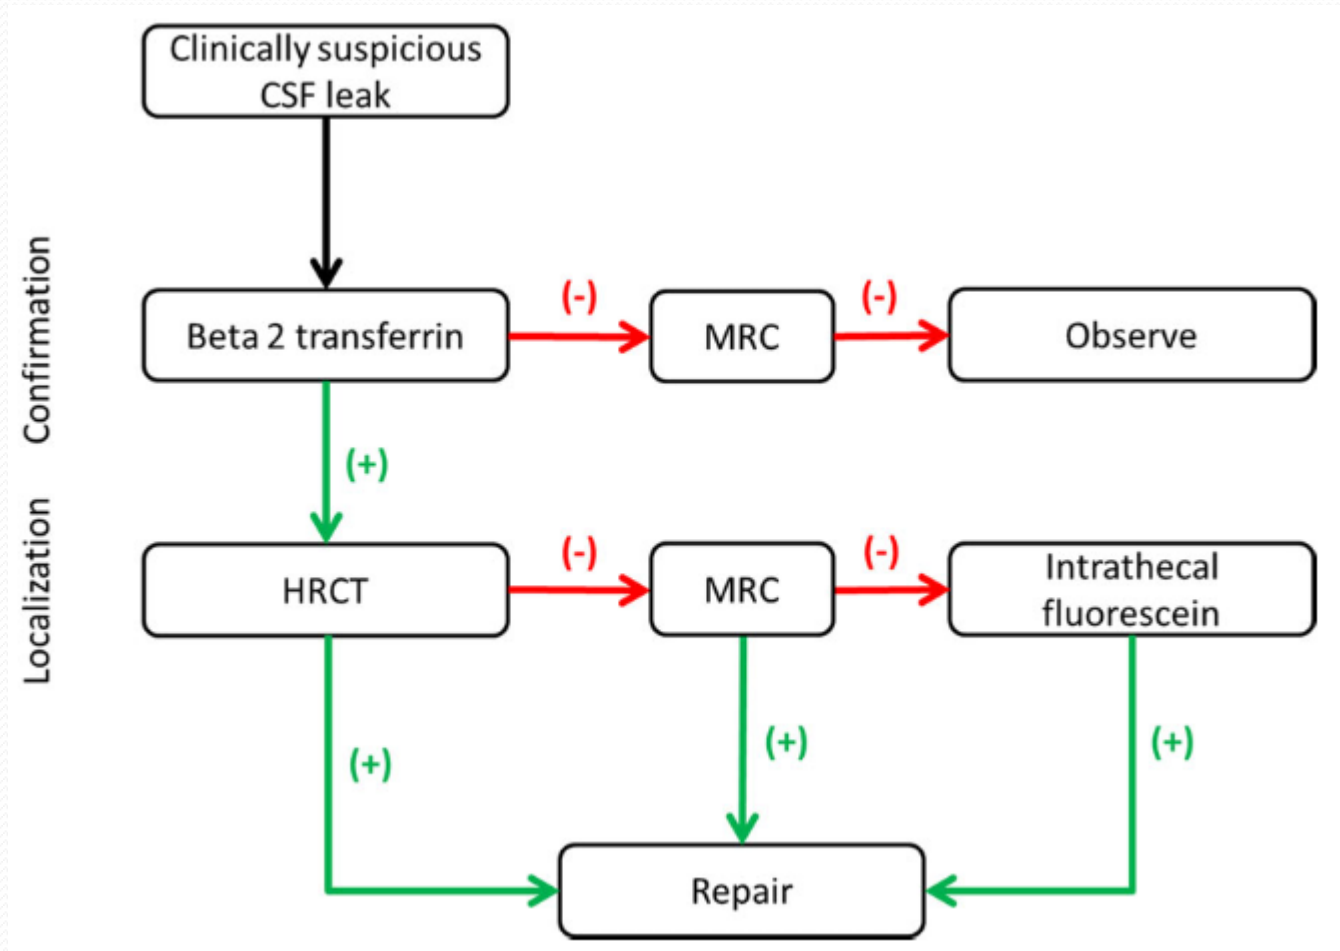 Clinically suspicious
CSF leak
Confirmation
Beta 2 transferrin
(-)
MRC
(-)
Observe
(+)
Localization
HRCT
(-)
MRC
(-)
Intrathecal
fluorescein
(+)
(+)
(+)
Repair